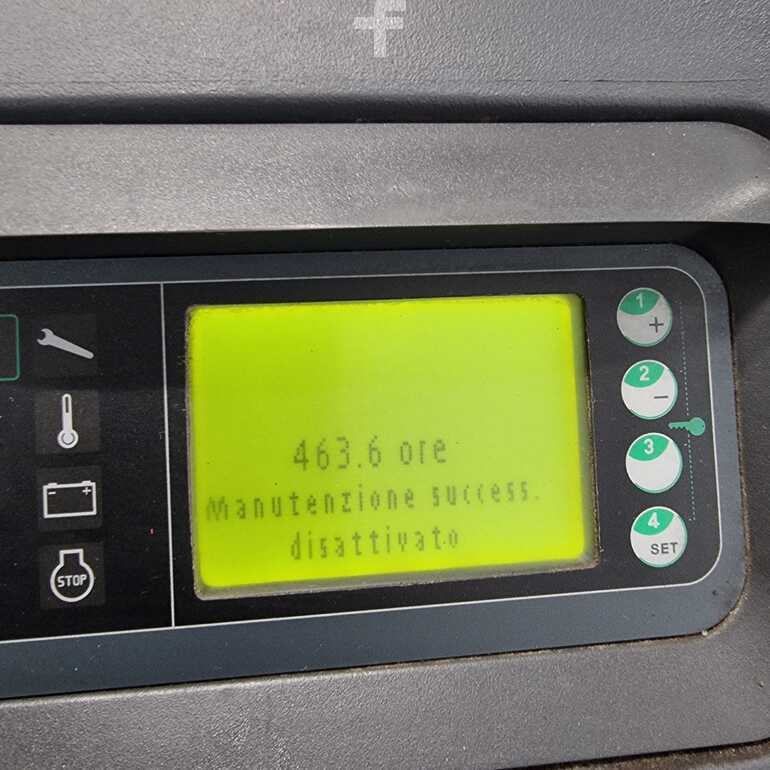 463.6 ore
Manutenzione success.
disattivato
1
+
2
−
3
4
SET
- +
STOP